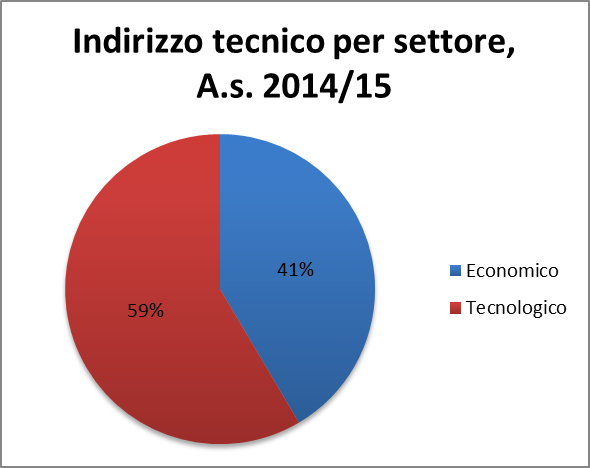 Indirizzo tecnico per settore,
A.s. 2014/15
41%
59%
Economico
Tecnologico